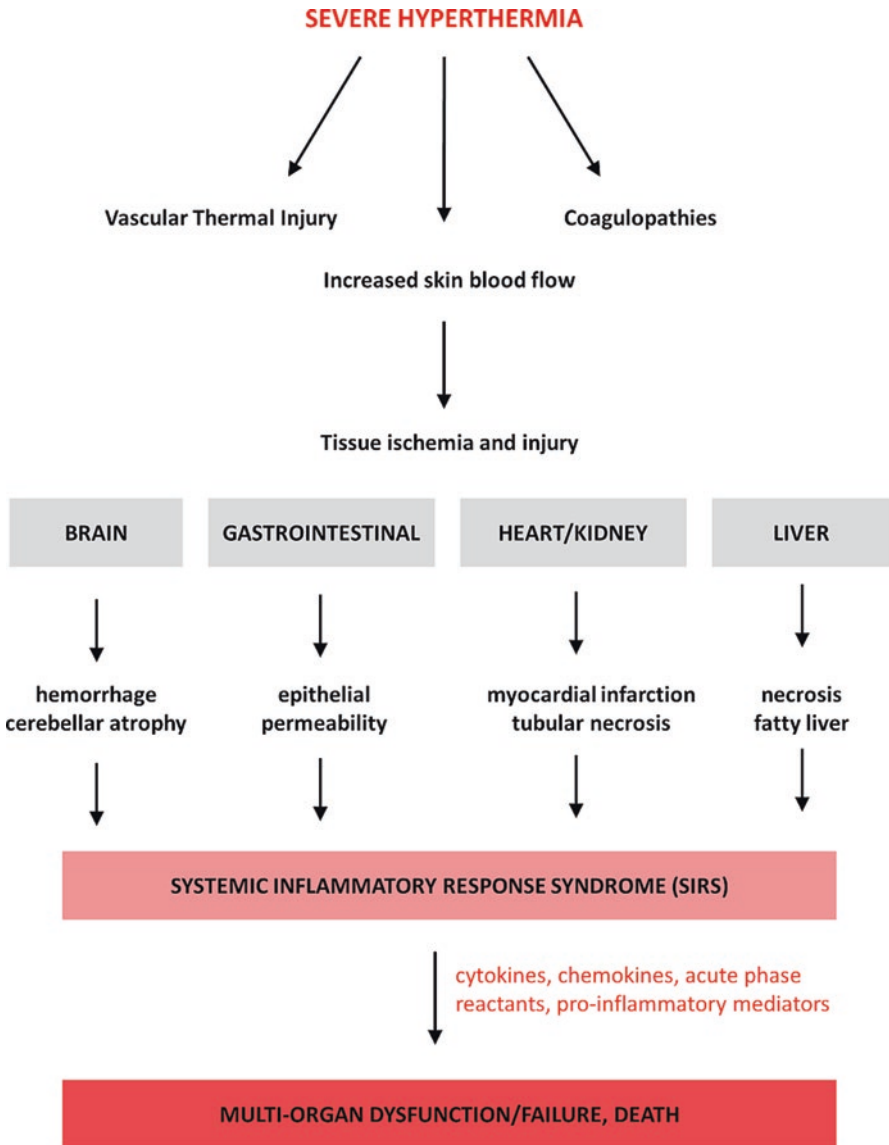 SEVERE HYPERTHERMIA
Vascular Thermal Injury
Coagulopathies
Increased skin blood flow
Tissue ischemia and injury
BRAIN
GASTROINTESTINAL
HEART/KIDNEY
LIVER
hemorrhage
cerebellar atrophy
epithelial
permeability
myocardial infarction
tubular necrosis
necrosis
fatty liver
SYSTEMIC INFLAMMATORY RESPONSE SYNDROME (SIRS)
cytokines, chemokines, acute phase
reactants, pro-inflammatory mediators
MULTI-ORGAN DYSFUNCTION/FAILURE, DEATH